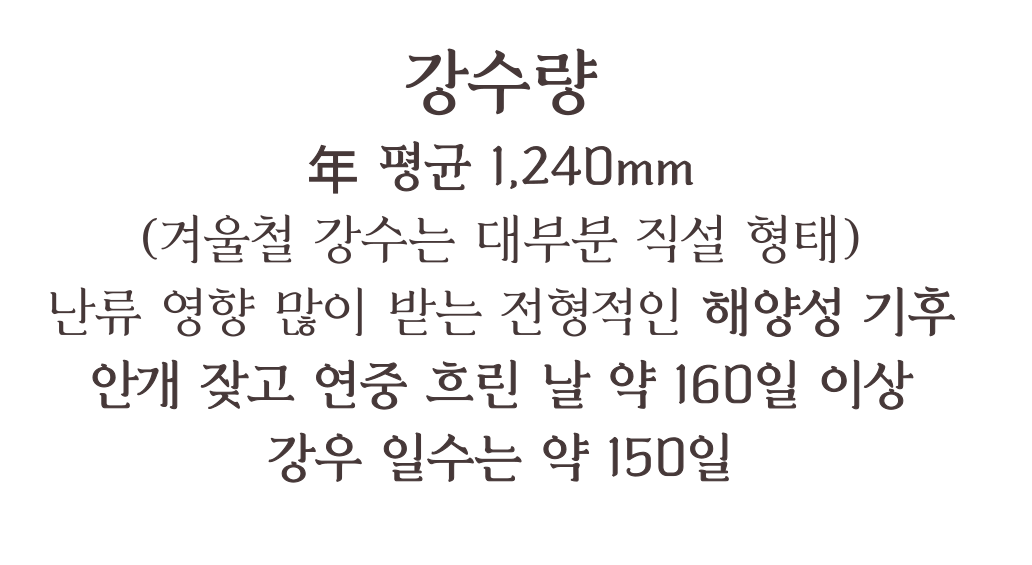 강수량
年 평균 1,240mm
(겨울철 강수는 대부분 직설 형태)
난류 영향 많이 받는 전형적인 해양성 기후
안개 잦고 연중 흐린 날 약 160일 이상
강우 일수는 약 150일